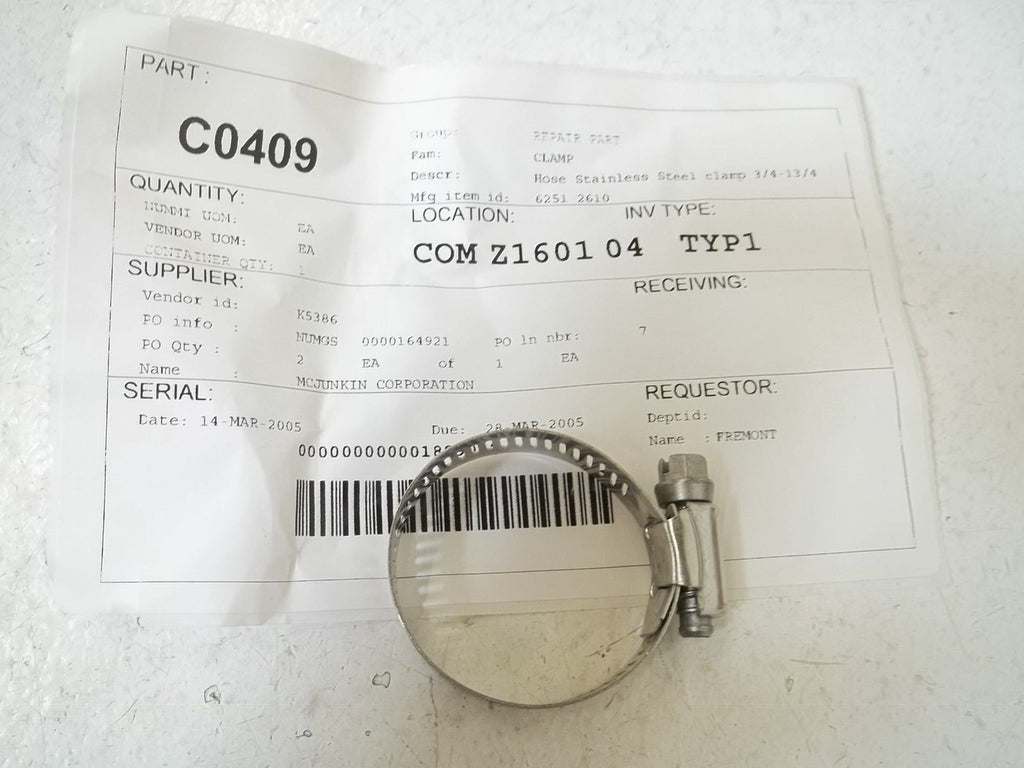 PART:
C0409
Group: REPAIR PART
Fam: CLAMP
Descr: Hose Stainless Steel clamp 3/4-13/4
Mfg item id: 6251 2610
QUANTITY:
NUMMI UOM: EA
VENDOR UOM: EA
CONTAINER QTY: 1
LOCATION: INV TYPE:
COM Z1601 04 TYP1
SUPPLIER: RECEIVING:
Vendor id: K5386
PO info : NUMGS 0000164921 PO ln nbr: 7
PO Qty : 2 EA of 1 EA
Name : MCJUNKIN CORPORATION
SERIAL: REQUESTOR:
Date: 14-MAR-2005 Due: 28-MAR-2005
Deptid:
Name : FREMONT